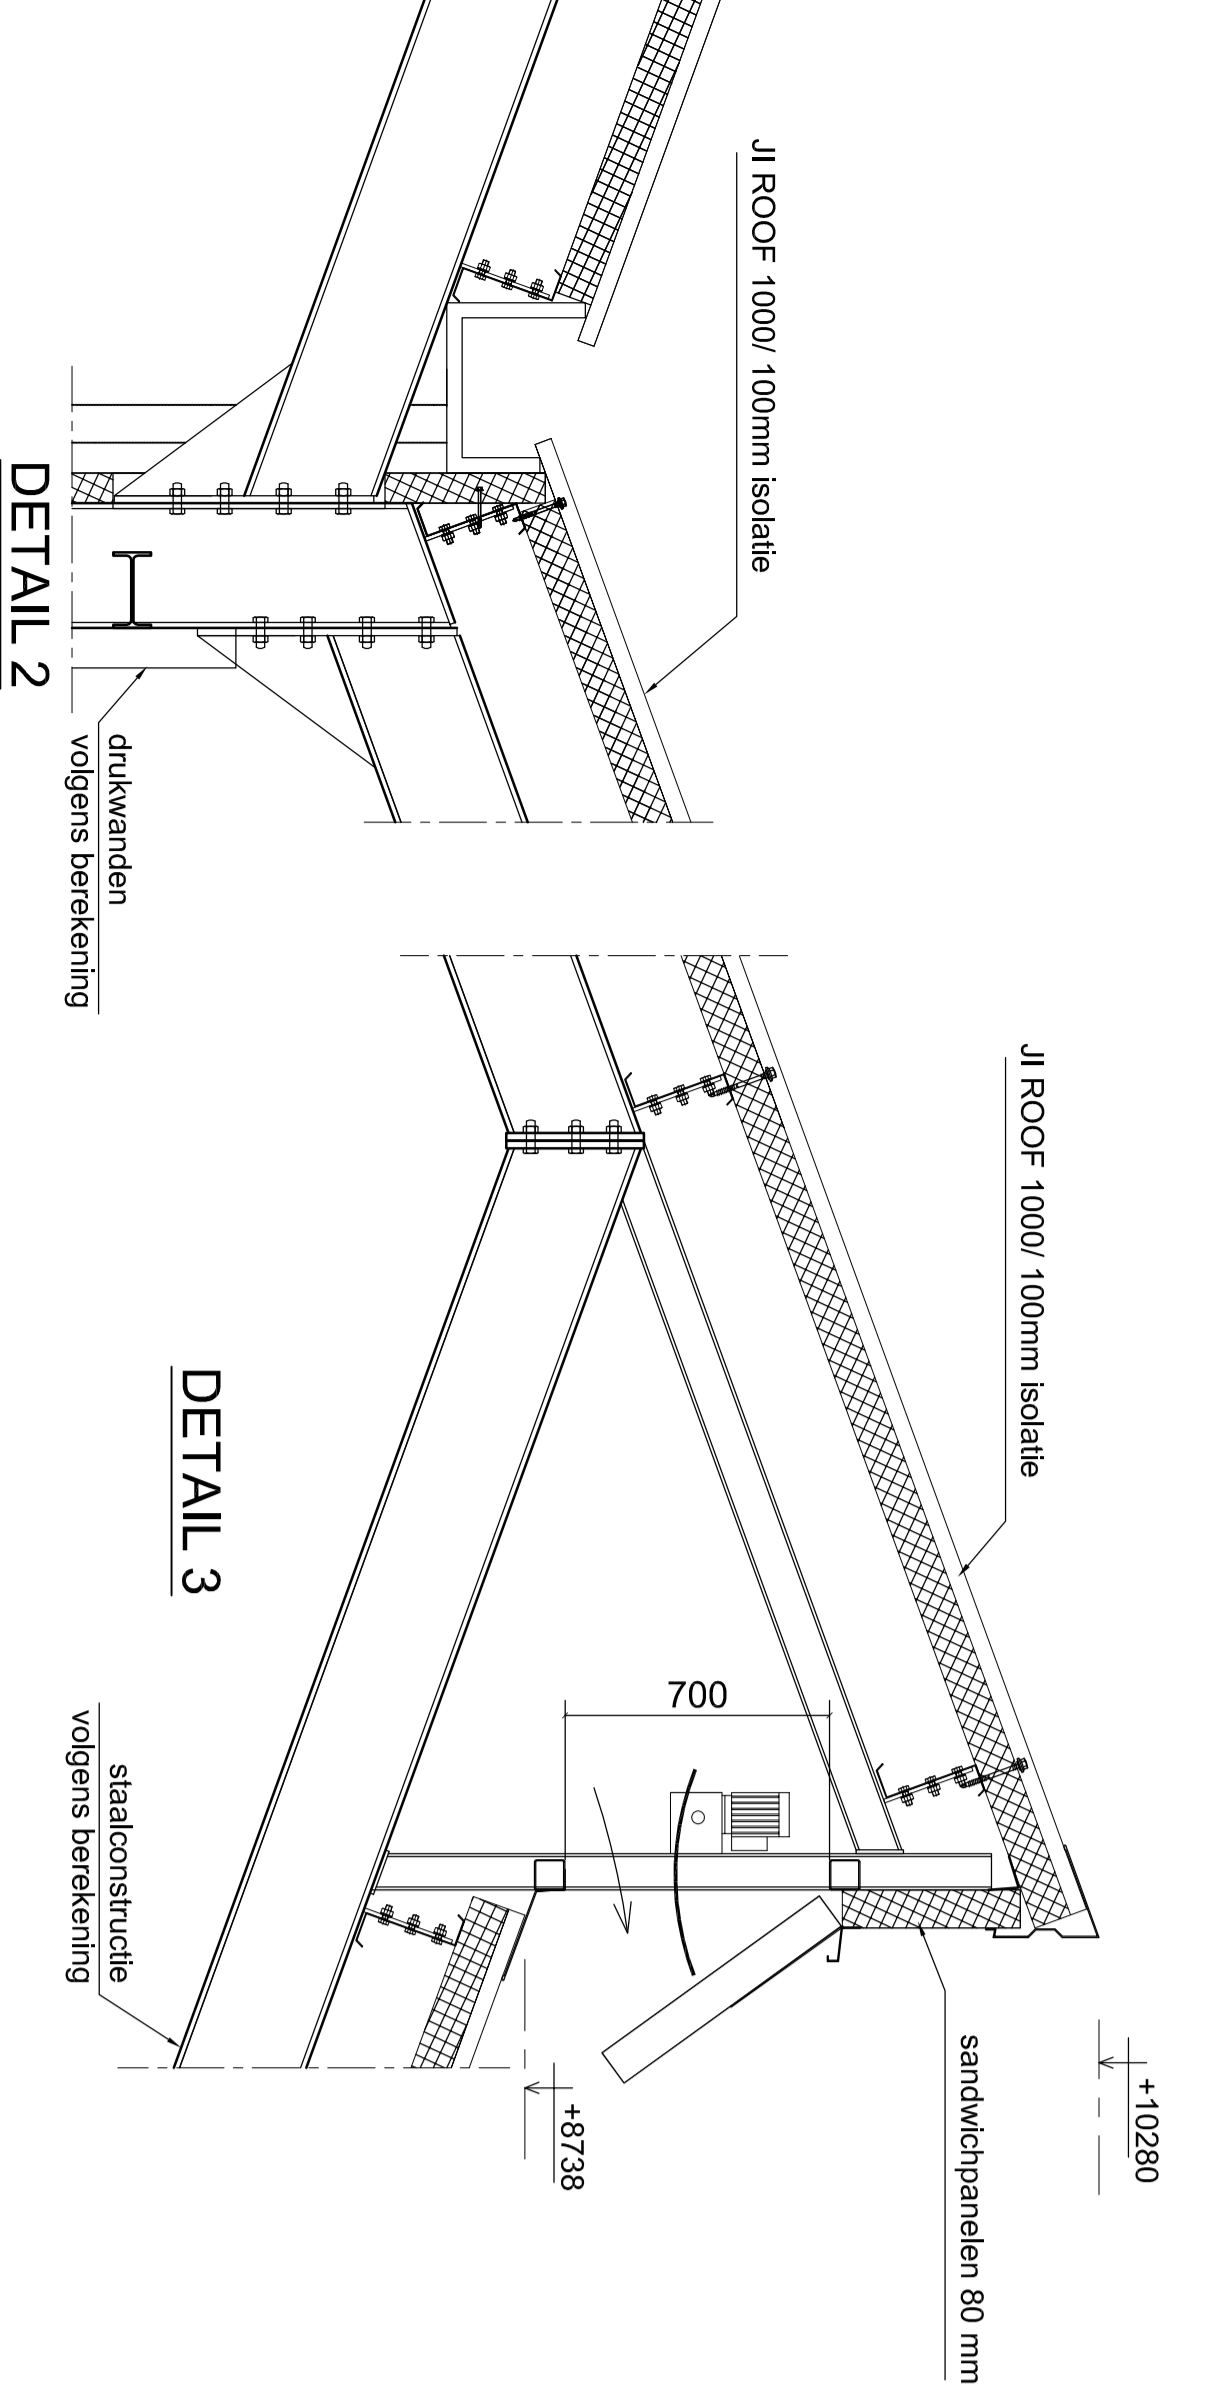 JI ROOF 1000/ 100mm isolatie
drukwanden
volgens berekening
DETAIL 2
JI ROOF 1000/ 100mm isolatie
700
+10280
sandwichpanelen 80 mm
+8738
DETAIL 3
staalconstructie
volgens berekening